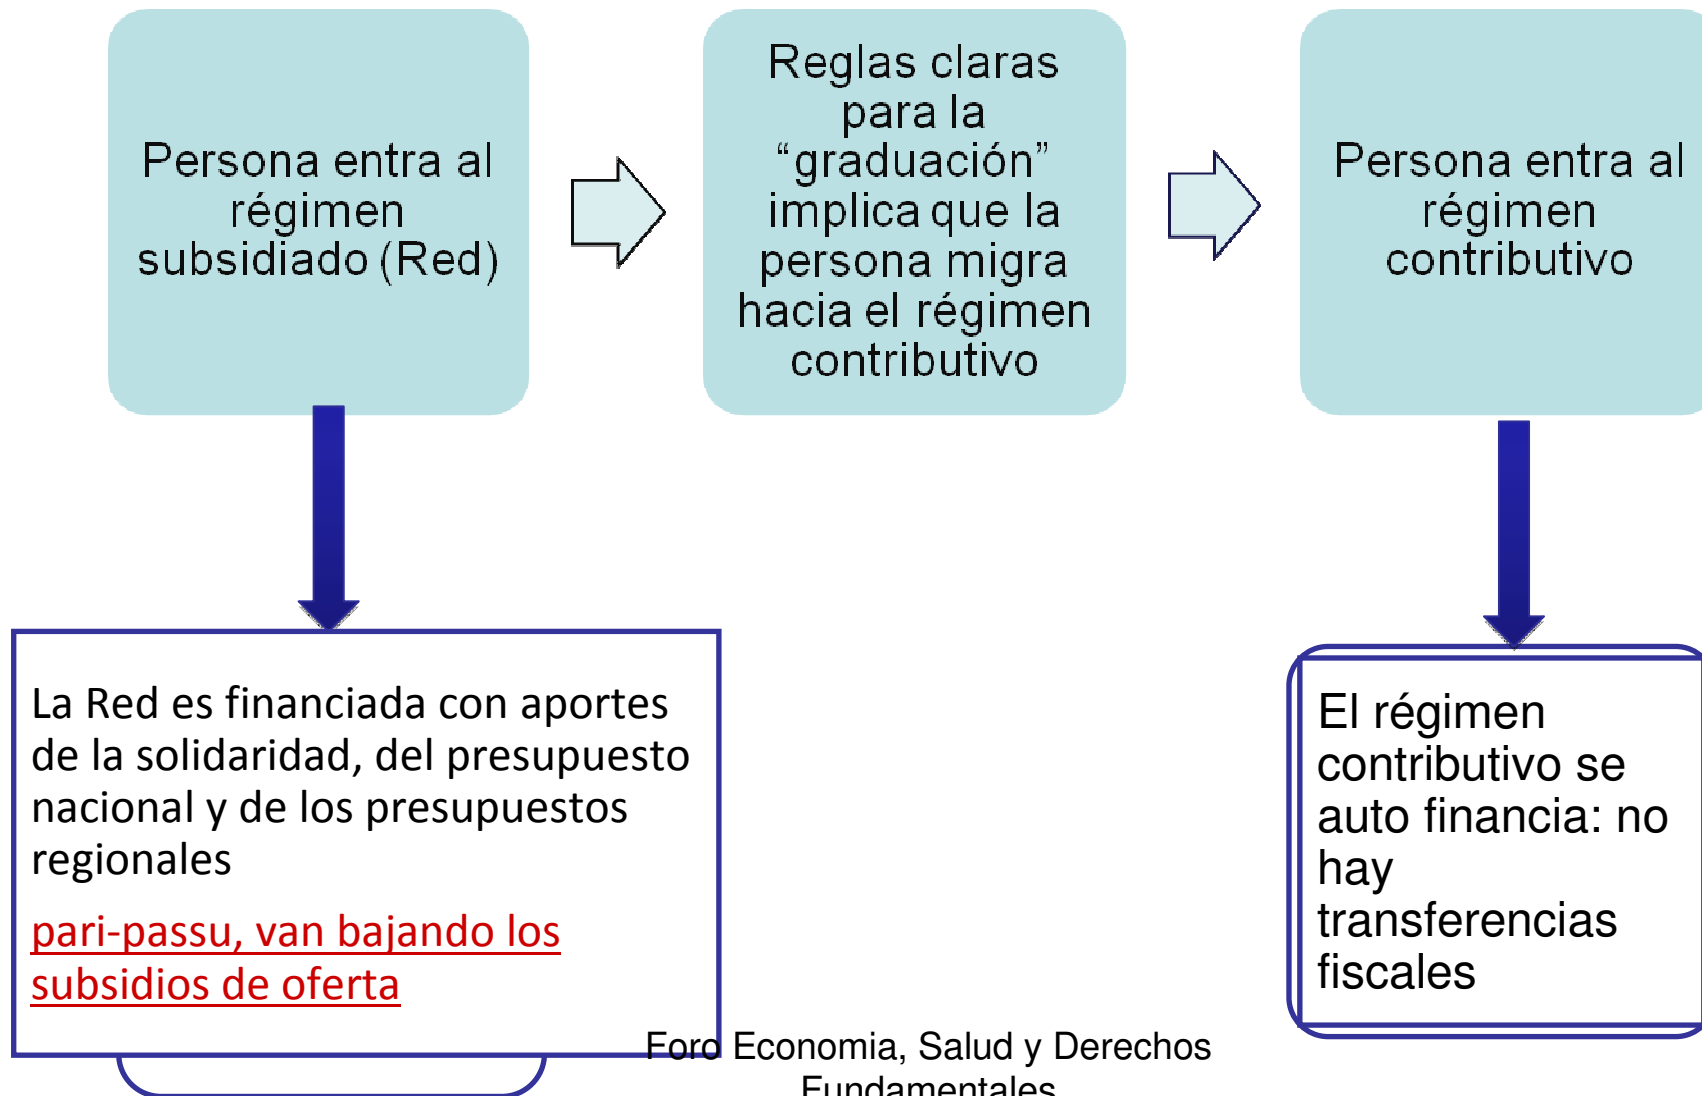 Persona entra al
régimen
subsidiado (Red)
Reglas claras
para la
“graduación”
implica que la
persona migra
hacia el régimen
contributivo
Persona entra al
régimen
contributivo
La Red es financiada con aportes
de la solidaridad, del presupuesto
nacional y de los presupuestos
regionales
pari-passu, van bajando los
subsidios de oferta
El régimen
contributivo se
auto financia: no
hay
transferencias
fiscales
Foro Economia, Salud y Derechos
Fundamentales